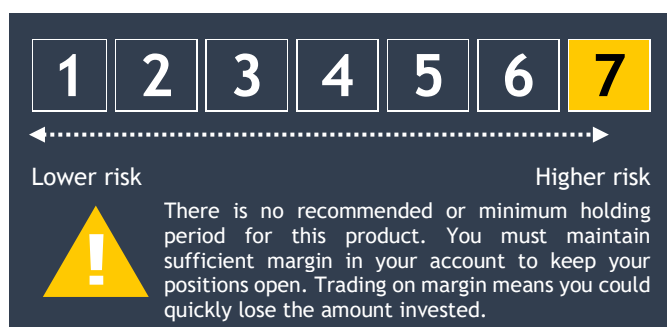 1 2 3 4 5 6 7
Lower risk Higher risk
!
There is no recommended or minimum holding
period for this product. You must maintain
sufficient margin in your account to keep your
positions open. Trading on margin means you could
quickly lose the amount invested.